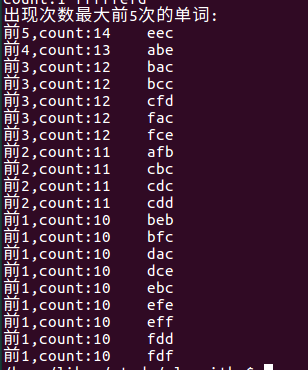 出现次数最大前5次的单词:
前5,count:14    eec
前4,count:13    abe
前3,count:12    bac
前3,count:12    bcc
前3,count:12    cfd
前3,count:12    fac
前3,count:12    fce
前2,count:11    afb
前2,count:11    cbc
前2,count:11    cdc
前2,count:11    cdd
前1,count:10    beb
前1,count:10    bfc
前1,count:10    dac
前1,count:10    dce
前1,count:10    ebc
前1,count:10    efe
前1,count:10    eff
前1,count:10    fdd
前1,count:10    fdf